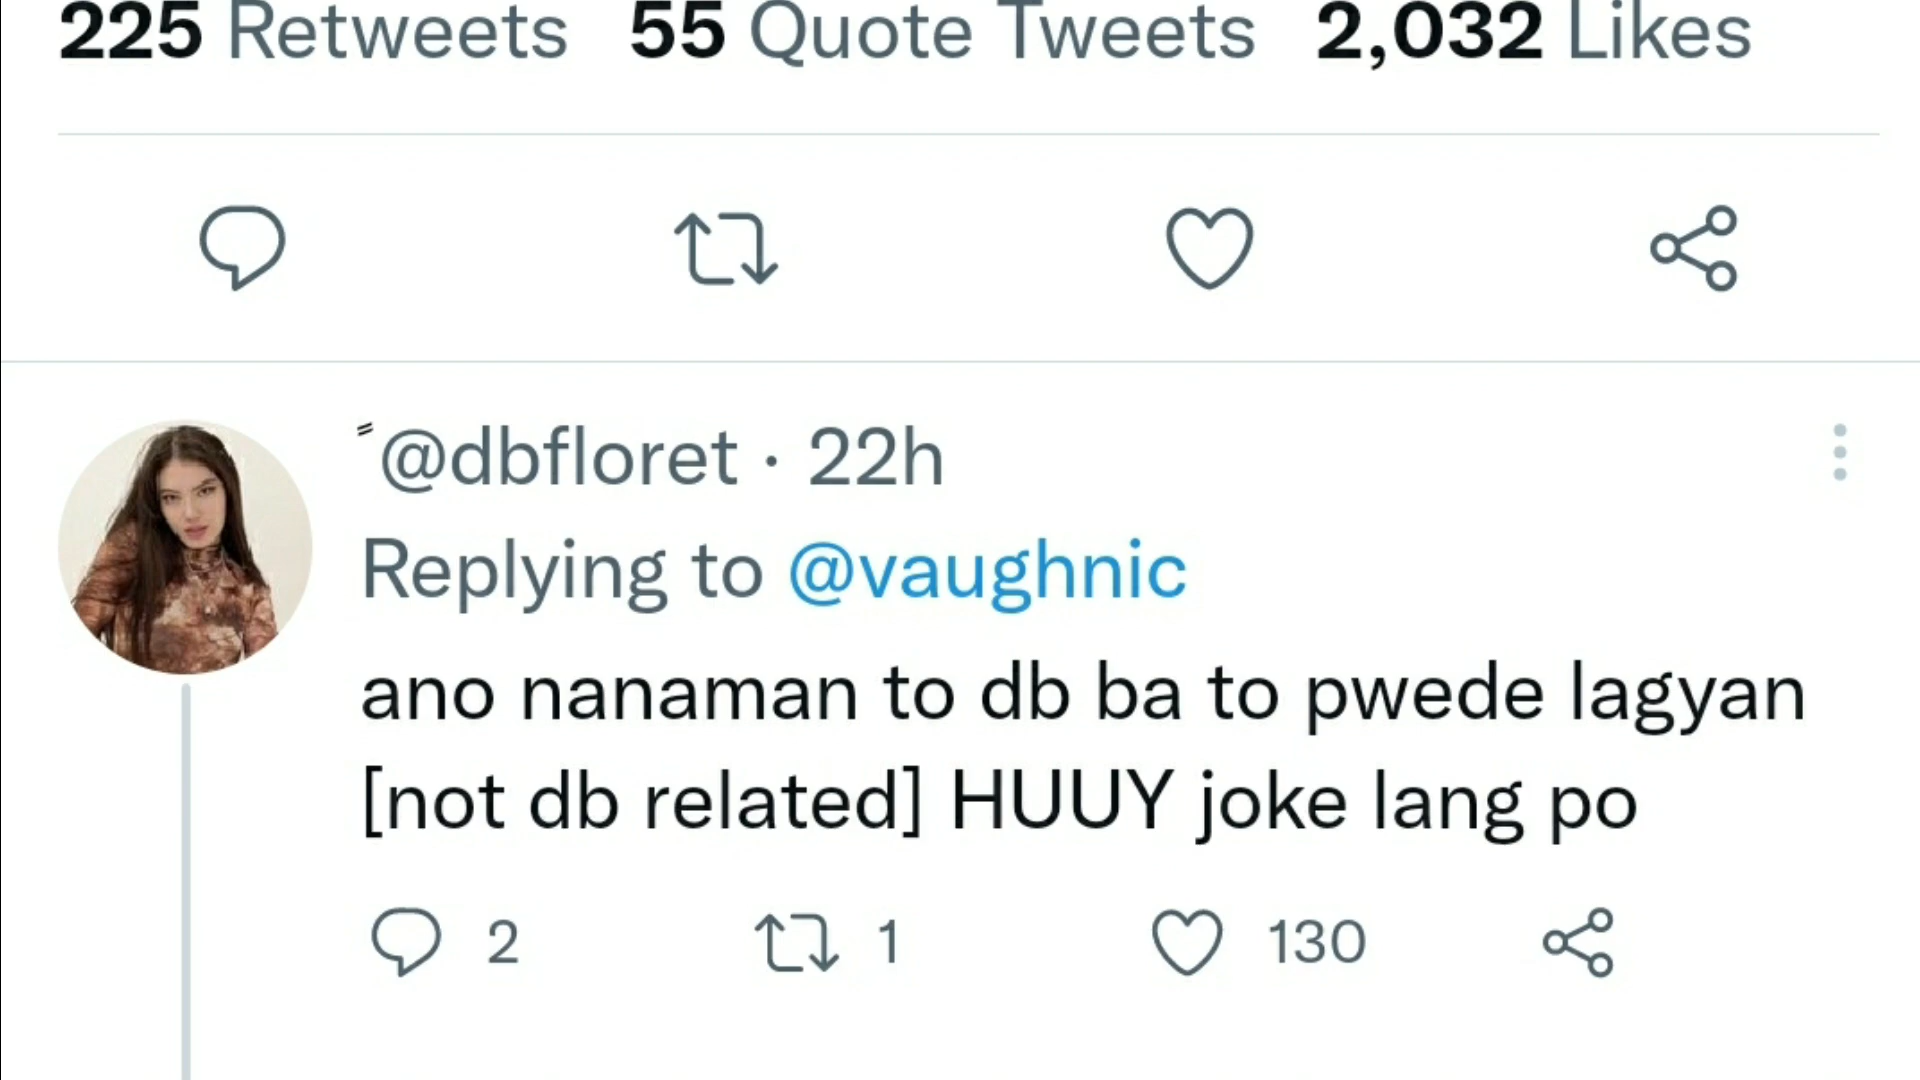 225 Retweets 55 Quote Tweets 2,032 Likes
@dbfloret · 22h
Replying to @vaughnic
ano nanaman to db ba to pwede lagyan
[not db related] HUUY joke lang po
2 1 130